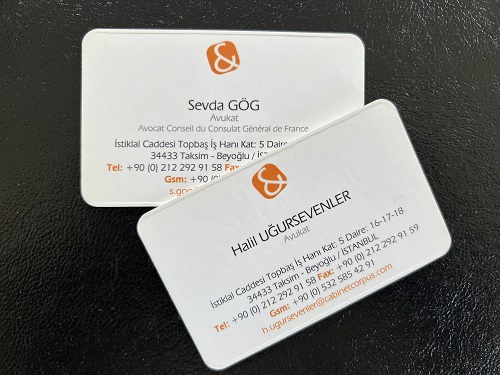 &
Sevda GÖG
Avukat
Avocat Conseil du Consulat Général de France
İstiklal Caddesi Topbaş İş Hanı Kat: 5 Daire:
34433 Taksim - Beyoğlu /
Tel: +90 (0) 212 292 91 58
Gsm: +90
&
Halil UĞURSEVENLER
Avukat
İstiklal Caddesi Topbaş İş Hanı Kat: 5 Daire: 16-17-18
34433 Taksim - Beyoğlu / İSTANBUL
Tel: +90 (0) 212 292 91 58 Fax: +90 (0) 212 292 91 59
Gsm: +90 (0) 532 585 42 91
h.ugursevenler@cabinetcorpus.com